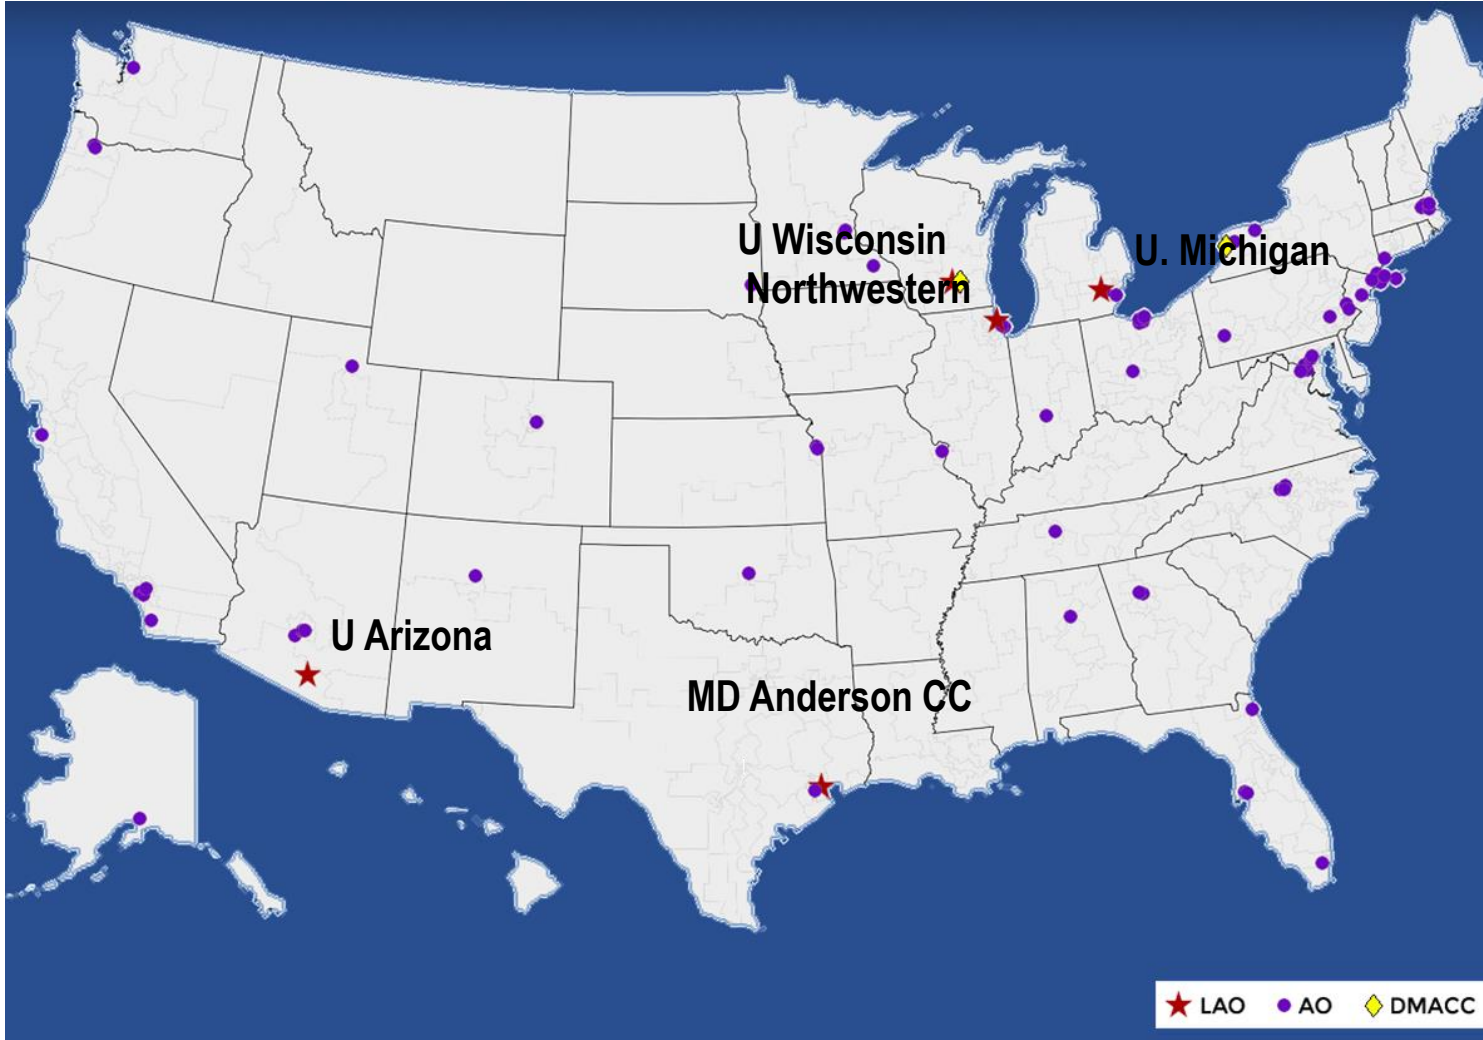 U Wisconsin
Northwestern
U. Michigan
U Arizona
MD Anderson CC
LAO AO DMACC